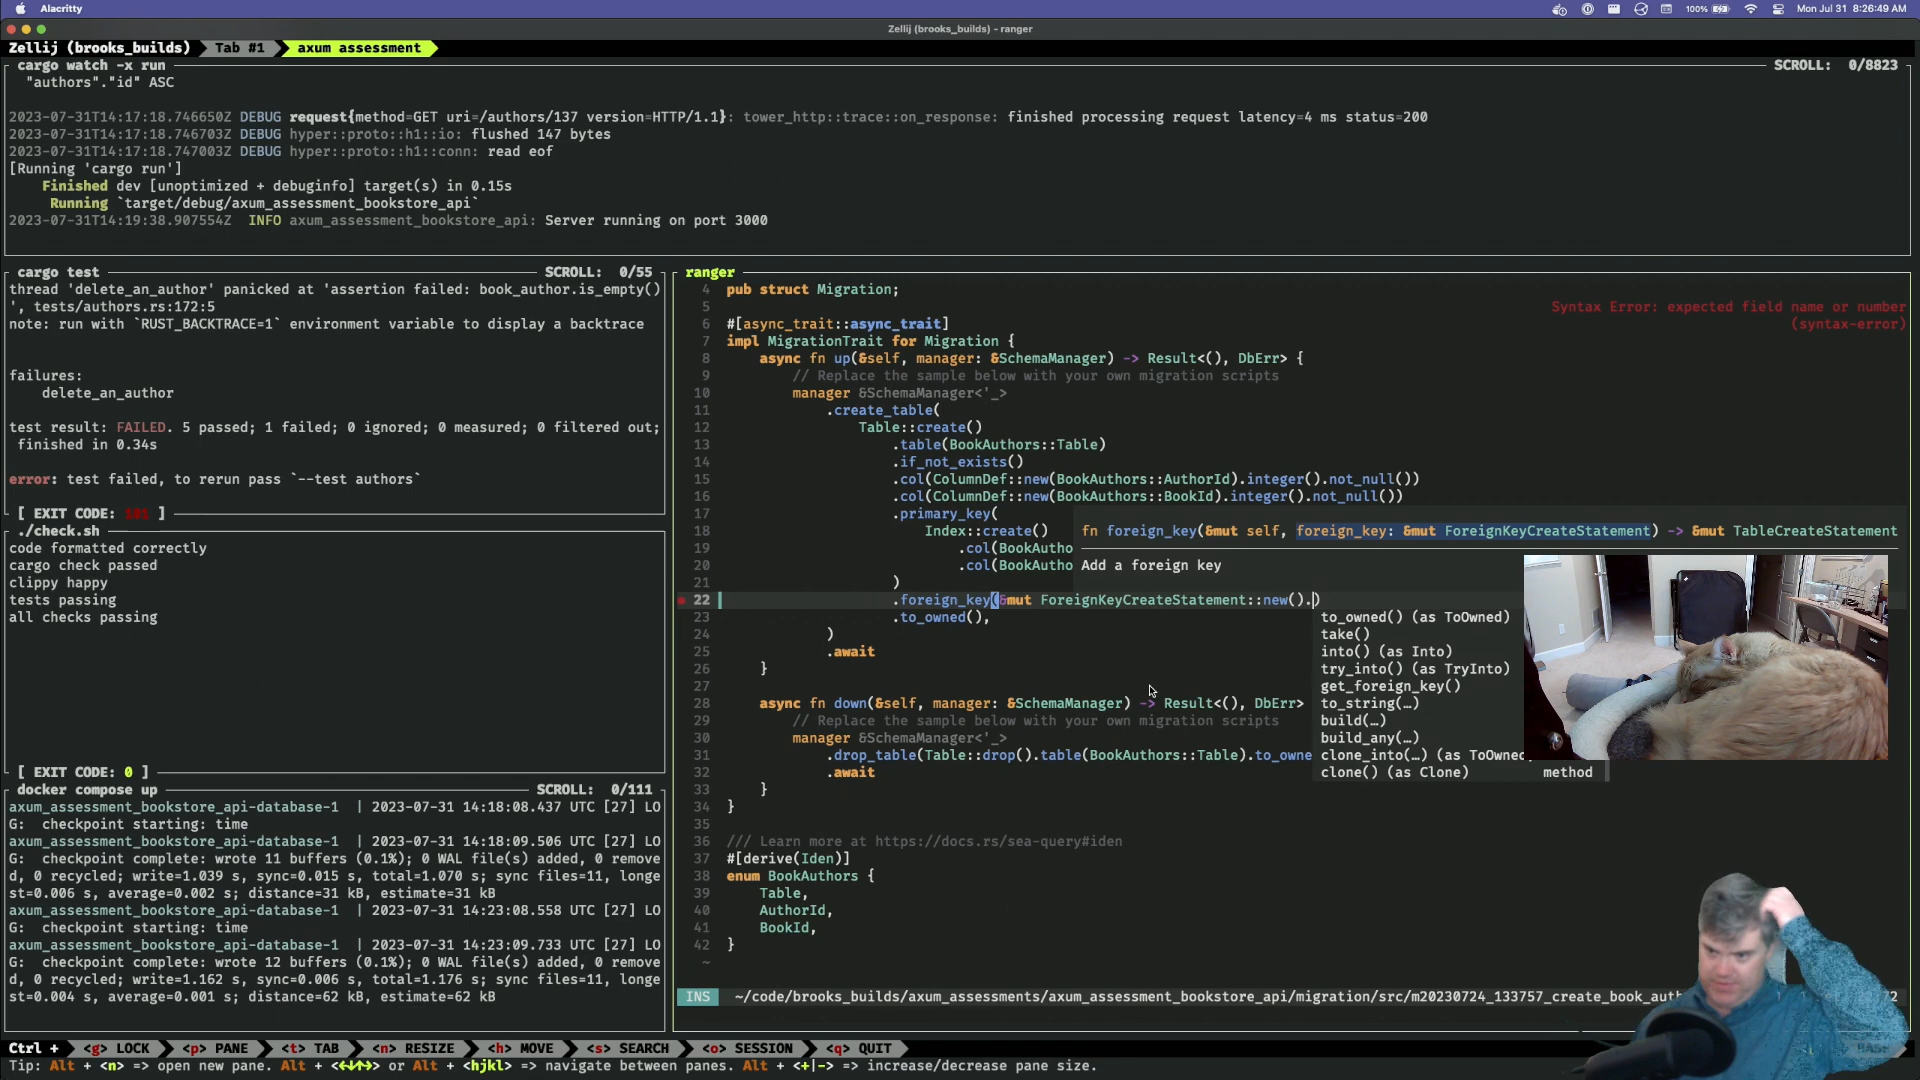 Alacritty
100%
Mon Jul 31 8:26:49 AM
Zellij (brooks_builds) - ranger
Zellij (brooks_builds) Tab #1 axum assessment
cargo watch -x run SCROLL: 0/8823
"authors"."id" ASC
2023-07-31T14:17:18.746650Z DEBUG request{method=GET uri=/authors/137 version=HTTP/1.1}: tower_http::trace::on_response: finished processing request latency=4 ms status=200
2023-07-31T14:17:18.746703Z DEBUG hyper::proto::h1::io: flushed 147 bytes
2023-07-31T14:17:18.747003Z DEBUG hyper::proto::h1::conn: read eof
[Running 'cargo run']
Finished dev [unoptimized + debuginfo] target(s) in 0.15s
Running `target/debug/axum_assessment_bookstore_api`
2023-07-31T14:19:38.907554Z INFO axum_assessment_bookstore_api: Server running on port 3000
cargo test SCROLL: 0/55
thread 'delete_an_author' panicked at 'assertion failed: book_author.is_empty()
', tests/authors.rs:172:5
note: run with `RUST_BACKTRACE=1` environment variable to display a backtrace
failures:
delete_an_author
test result: FAILED. 5 passed; 1 failed; 0 ignored; 0 measured; 0 filtered out;
finished in 0.34s
error: test failed, to rerun pass `--test authors`
[ EXIT CODE: 101 ]
./check.sh
code formatted correctly
cargo check passed
clippy happy
tests passing
all checks passing
[ EXIT CODE: 0 ]
docker compose up SCROLL: 0/111
axum_assessment_bookstore_api-database-1 | 2023-07-31 14:18:08.437 UTC [27] LO
G: checkpoint starting: time
axum_assessment_bookstore_api-database-1 | 2023-07-31 14:18:09.506 UTC [27] LO
G: checkpoint complete: wrote 11 buffers (0.1%); 0 WAL file(s) added, 0 remove
d, 0 recycled; write=1.039 s, sync=0.015 s, total=1.070 s; sync files=11, longe
st=0.006 s, average=0.002 s; distance=31 kB, estimate=31 kB
axum_assessment_bookstore_api-database-1 | 2023-07-31 14:23:08.558 UTC [27] LO
G: checkpoint starting: time
axum_assessment_bookstore_api-database-1 | 2023-07-31 14:23:09.733 UTC [27] LO
G: checkpoint complete: wrote 12 buffers (0.1%); 0 WAL file(s) added, 0 remove
d, 0 recycled; write=1.162 s, sync=0.006 s, total=1.176 s; sync files=11, longe
st=0.004 s, average=0.001 s; distance=62 kB, estimate=62 kB
ranger
4 pub struct Migration;
5 Syntax Error: expected field name or number
6 #[async_trait::async_trait] (syntax-error)
7 impl MigrationTrait for Migration {
8 async fn up(&self, manager: &SchemaManager) -> Result<(), DbErr> {
9 // Replace the sample below with your own migration scripts
10 manager &SchemaManager<'_>
11 .create_table(
12 Table::create()
13 .table(BookAuthors::Table)
14 .if_not_exists()
15 .col(ColumnDef::new(BookAuthors::AuthorId).integer().not_null())
16 .col(ColumnDef::new(BookAuthors::BookId).integer().not_null())
17 .primary_key(
18 Index::create() fn foreign_key(&mut self, foreign_key: &mut ForeignKeyCreateStatement) -> &mut TableCreateStatement
19 .col(BookAutho
20 .col(BookAutho Add a foreign key
21 )
22 .foreign_key(&mut ForeignKeyCreateStatement::new().)
23 .to_owned(), to_owned() (as ToOwned)
24 ) take()
25 .await into() (as Into)
26 } try_into() (as TryInto)
27 get_foreign_key()
28 async fn down(&self, manager: &SchemaManager) -> Result<(), DbErr> to_string(…)
29 // Replace the sample below with your own migration scripts build(…)
30 manager &SchemaManager<'_> build_any(…)
31 .drop_table(Table::drop().table(BookAuthors::Table).to_owne clone_into(…) (as ToOwned
32 .await clone() (as Clone) method
33 }
34 }
35
36 /// Learn more at https://docs.rs/sea-query#iden
37 #[derive(Iden)]
38 enum BookAuthors {
39 Table,
40 AuthorId,
41 BookId,
42 }
~
INS ~/code/brooks_builds/axum_assessments/axum_assessment_bookstore_api/migration/src/m20230724_133757_create_book_auth
Ctrl + <g> LOCK <p> PANE <t> TAB <n> RESIZE <h> MOVE <s> SEARCH <o> SESSION <q> QUIT
Tip: Alt + <n> => open new pane. Alt + <←↓↑→> or Alt + <hjkl> => navigate between panes. Alt + <+|-> => increase/decrease pane size.